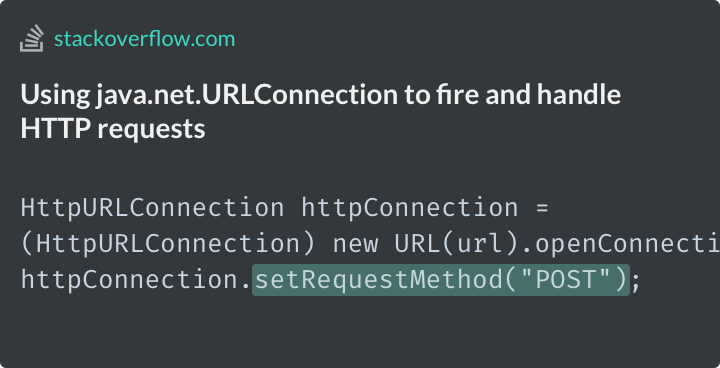 stackoverflow.com
Using java.net.URLConnection to fire and handle
HTTP requests
HttpURLConnection httpConnection =
(HttpURLConnection) new URL(url).openConnecti
httpConnection.setRequestMethod("POST");